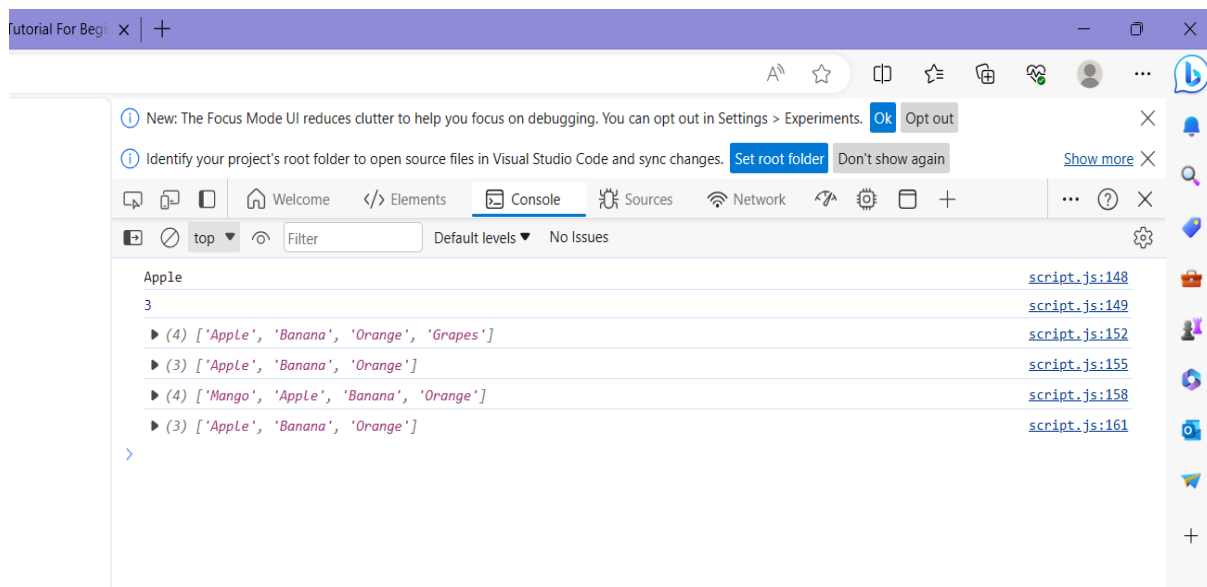 Tutorial For Begi
New: The Focus Mode UI reduces clutter to help you focus on debugging. You can opt out in Settings > Experiments. Ok Opt out
Identify your project's root folder to open source files in Visual Studio Code and sync changes. Set root folder Don't show again Show more
Welcome </> Elements Console Sources Network
top Filter Default levels No Issues
Apple script.js:148
3 script.js:149
(4) ['Apple', 'Banana', 'Orange', 'Grapes'] script.js:152
(3) ['Apple', 'Banana', 'Orange'] script.js:155
(4) ['Mango', 'Apple', 'Banana', 'Orange'] script.js:158
(3) ['Apple', 'Banana', 'Orange'] script.js:161